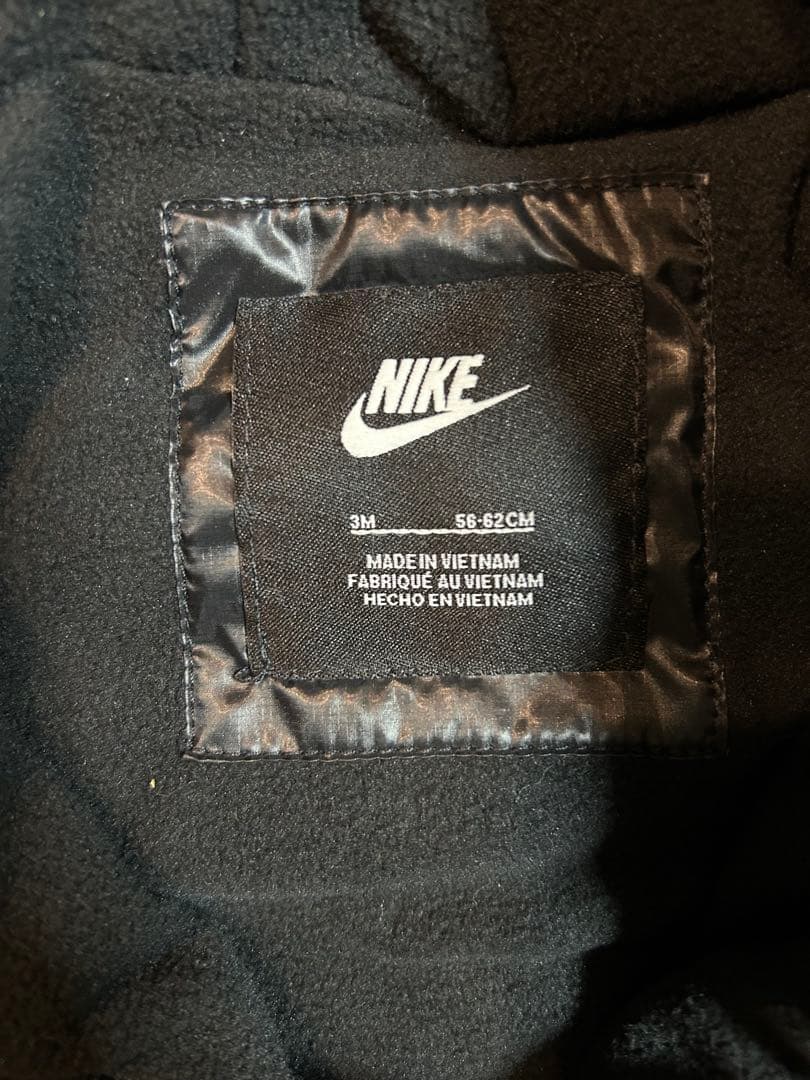 NIKE
3M 56-62CM
MADE IN VIETNAM
FABRIQUÉ AU VIETNAM
HECHO EN VIETNAM